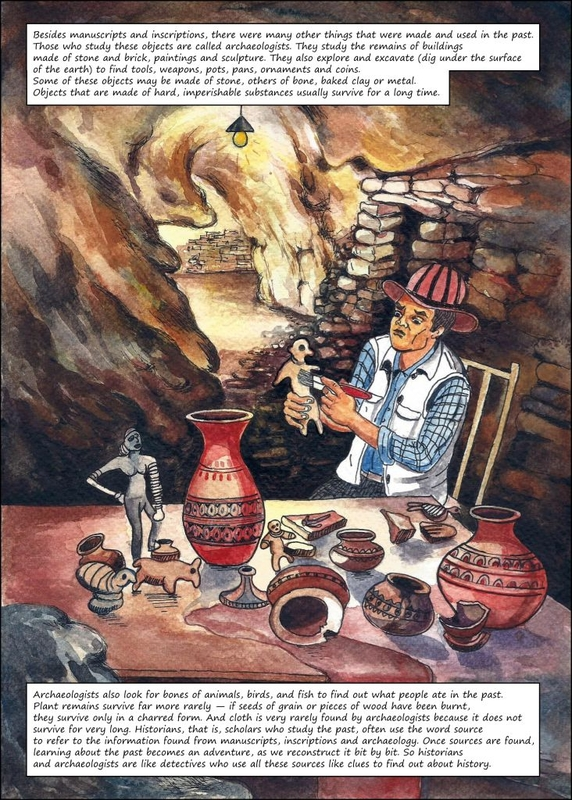 Besides manuscripts and inscriptions, there were many other things that were made and used in the past.
Those who study these objects are called archaeologists. They study the remains of buildings
made of stone and brick, paintings and sculpture. They also explore and excavate (dig under the surface
of the earth) to find tools, weapons, pots, pans, ornaments and coins.
Some of these objects may be made of stone, others of bone, baked clay or metal.
Objects that are made of hard, imperishable substances usually survive for a long time.
Archaeologists also look for bones of animals, birds, and fish to find out what people ate in the past.
Plant remains survive far more rarely — if seeds of grain or pieces of wood have been burnt,
they survive only in a charred form. And cloth is very rarely found by archaeologists because it does not
survive for very long. Historians, that is, scholars who study the past, often use the word source
to refer to the information found from manuscripts, inscriptions and archaeology. Once sources are found,
learning about the past becomes an adventure, as we reconstruct it bit by bit. So historians
and archaeologists are like detectives who use all these sources like clues to find out about history.